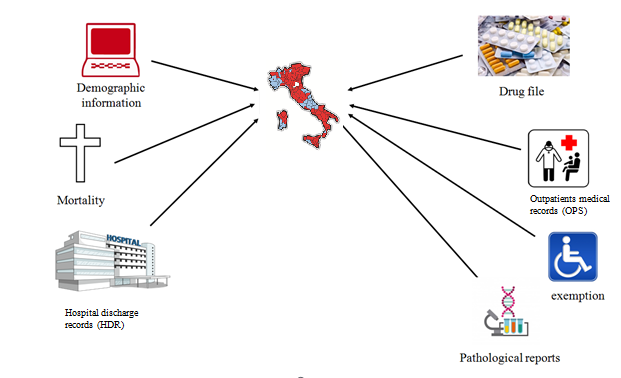 Demographic
information
Drug file
Mortality
Outpatients medical
records (OPS)
HOSPITAL
exemption
Hospital discharge
records (HDR)
Pathological reports